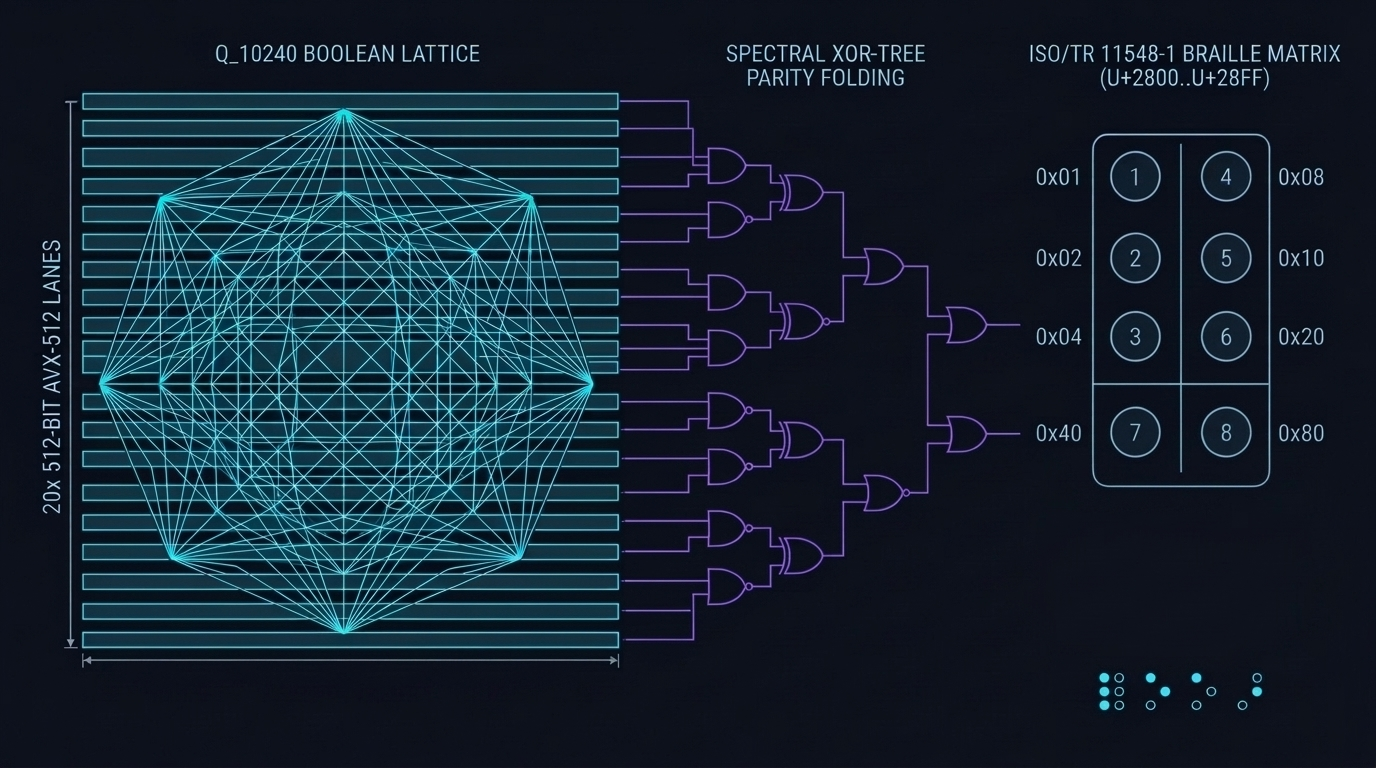 Q_10240 BOOLEAN LATTICE
SPECTRAL XOR-TREE
PARITY FOLDING
ISO/TR 11548-1 BRAILLE MATRIX
(U+2800..U+28FF)
20x 512-BIT AVX-512 LANES
0x01 1 4 0x08
0x02 2 5 0x10
0x04 3 6 0x20
0x40 7 8 0x80